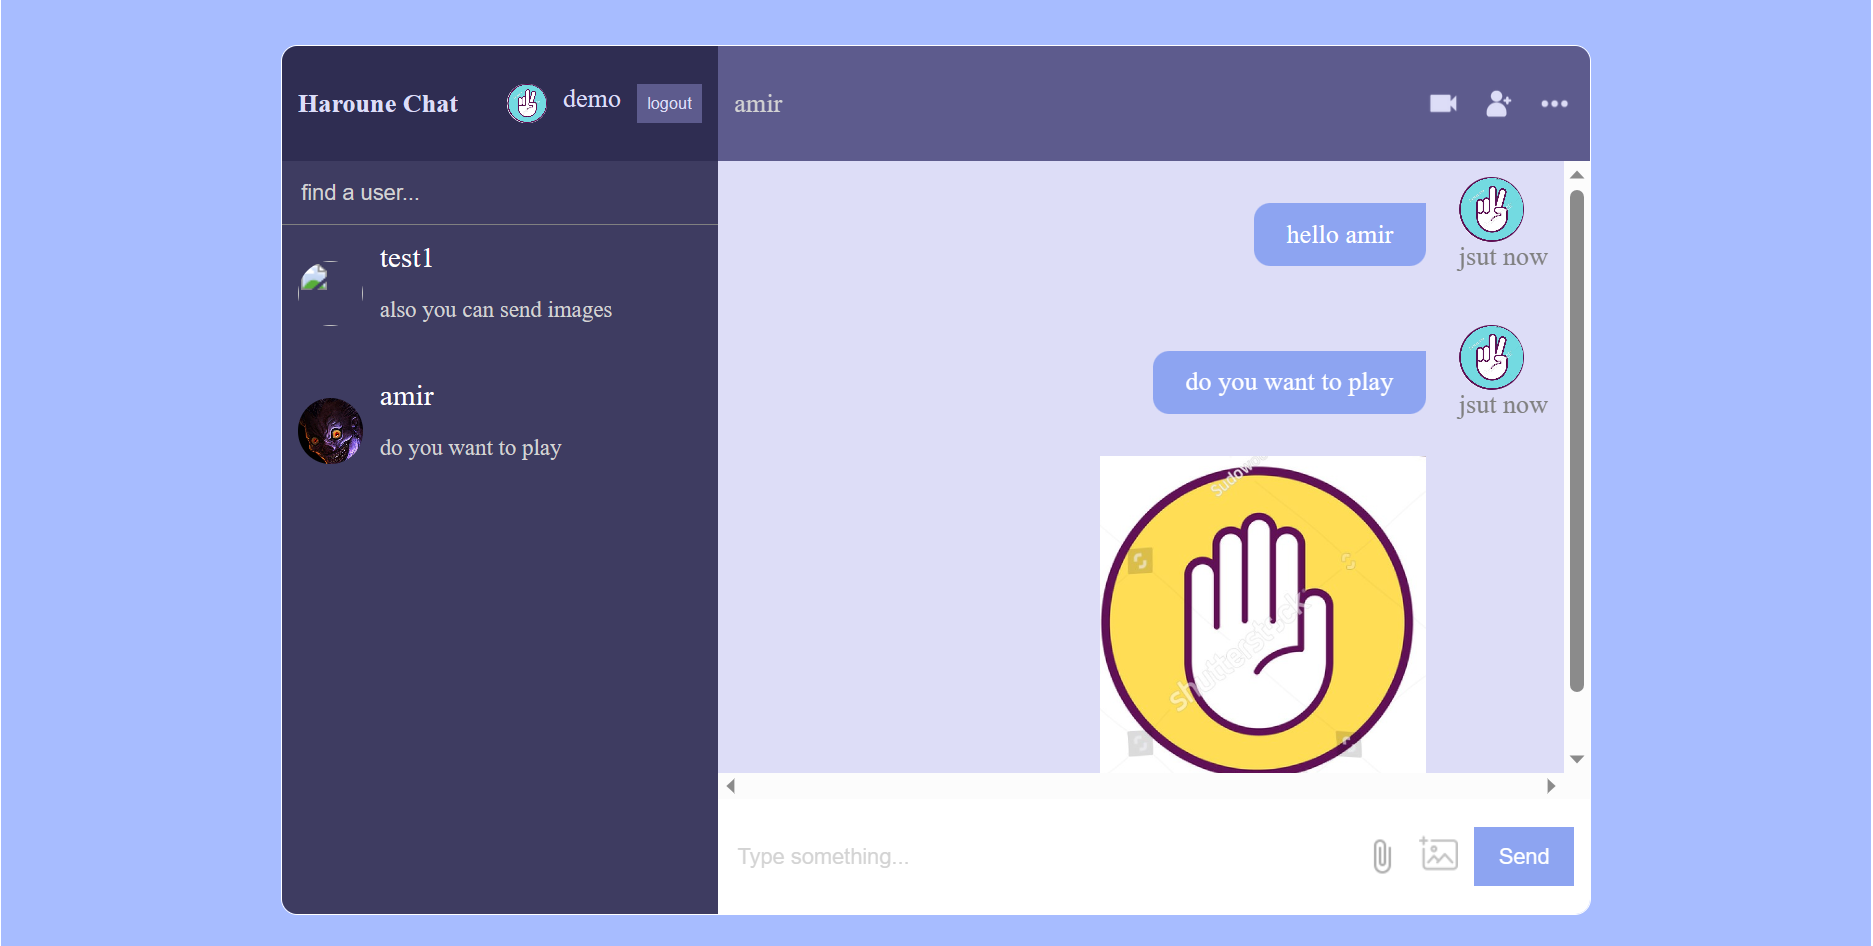 Haroune Chat
demo
logout
amir
find a user...
test1
also you can send images
amir
do you want to play
hello amir
jsut now
do you want to play
jsut now
shutterstock
Type something...
Send